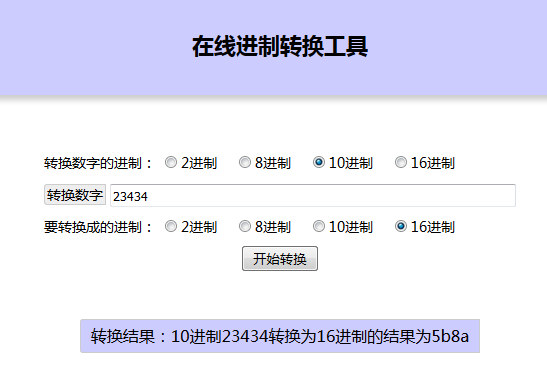 在线进制转换工具
转换数字的进制： 2进制 8进制 10进制 16进制
转换数字 23434
要转换成的进制： 2进制 8进制 10进制 16进制
开始转换
转换结果：10进制23434转换为16进制的结果为5b8a